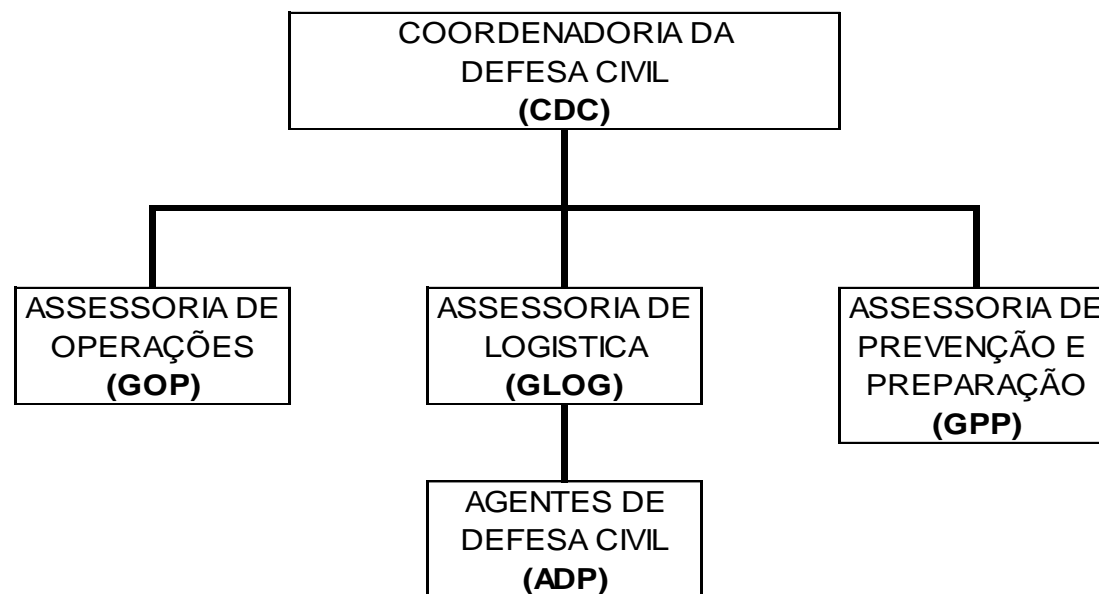 COORDENADORIA DA
DEFESA CIVIL
(CDC)
ASSESSORIA DE
OPERAÇÕES
(GOP)
ASSESSORIA DE
LOGISTICA
(GLOG)
ASSESSORIA DE
PREVENÇÃO E
PREPARAÇÃO
(GPP)
AGENTES DE
DEFESA CIVIL
(ADP)